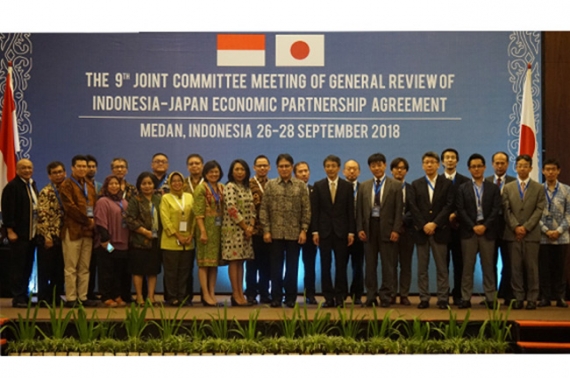 THE 9TH JOINT COMMITTEE MEETING OF GENERAL REVIEW OF
INDONESIA-JAPAN ECONOMIC PARTNERSHIP AGREEMENT
MEDAN, INDONESIA 26-28 SEPTEMBER 2018